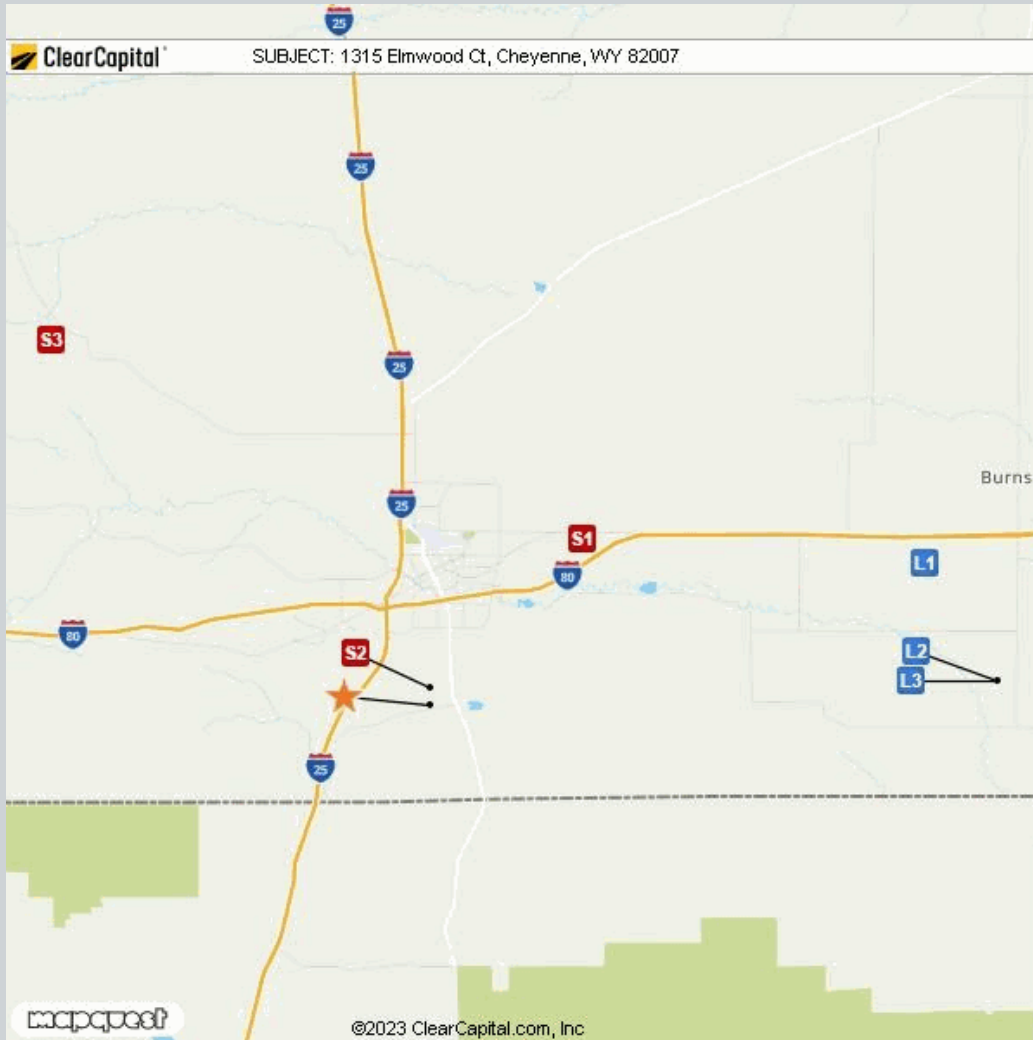 25
ClearCapital
SUBJECT: 1315 Elmwood Ct, Cheyenne, WY 82007
25
S3
25
Burns
25
S1
L1
80
80
S2
L2
L3
25
mapquest
©2023 ClearCapital.com, Inc